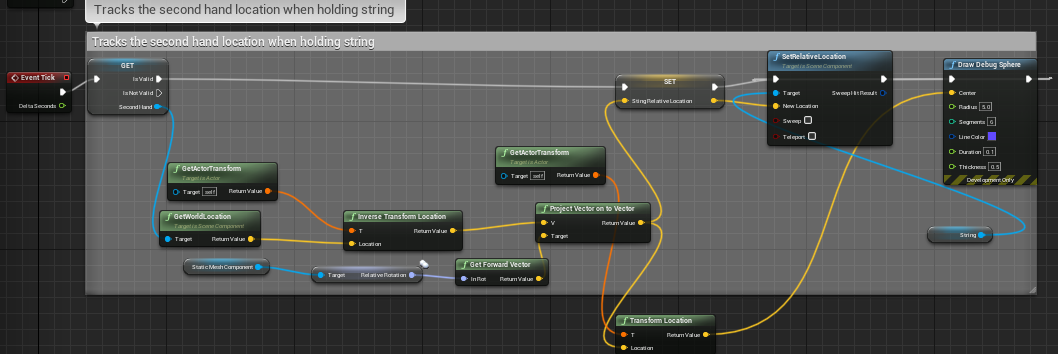 Tracks the second hand location when holding string
Tracks the second hand location when holding string
Event Tick
Delta Seconds
GET
Is Valid
Is Not Valid
Second Hand
SET
String Relative Location
SetRelativeLocation
Target is Scene Component
Target
Sweep Hit Result
New Location
Sweep
Teleport
Draw Debug Sphere
Center
Radius 5.0
Segments 6
Line Color
Duration 0.1
Thickness 0.5
Development Only
GetActorTransform
Target is Actor
Target self Return Value
GetWorldLocation
Target is Scene Component
Target Return Value
Static Mesh Component
Inverse Transform Location
T Return Value
Location
Target Relative Rotation
Get Forward Vector
In Rot Return Value
GetActorTransform
Target is Actor
Target self Return Value
Project Vector on to Vector
V Return Value
Target
String
Transform Location
T Return Value
Location